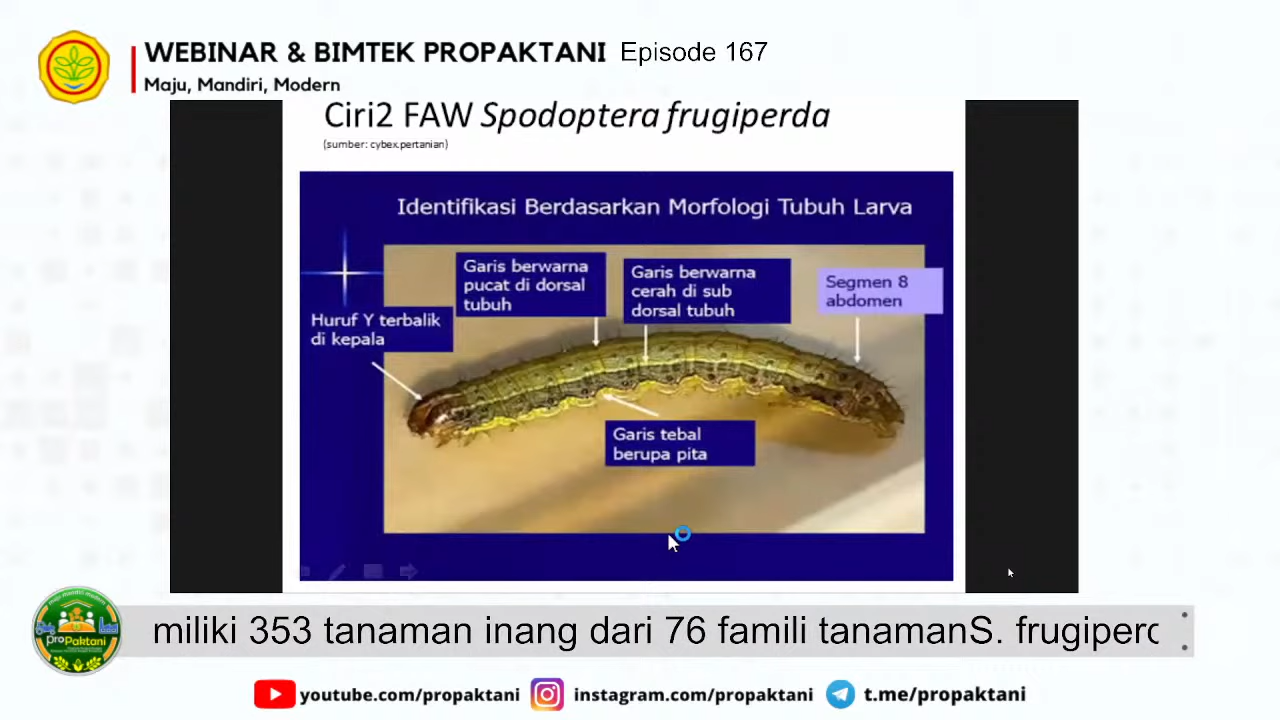 WEBINAR & BIMTEK PROPAKTANI Episode 167
Maju, Mandiri, Modern
Ciri2 FAW Spodoptera frugiperda
(sumber: cybex.pertanian)
Identifikasi Berdasarkan Morfologi Tubuh Larva
Garis berwarna
pucat di dorsal
tubuh
Garis berwarna
cerah di sub
dorsal tubuh
Segmen 8
abdomen
Huruf Y terbalik
di kepala
Garis tebal
berupa pita
ProPaktani
miliki 353 tanaman inang dari 76 famili tanamanS. frugiperd
youtube.com/propaktani
instagram.com/propaktani
t.me/propaktani